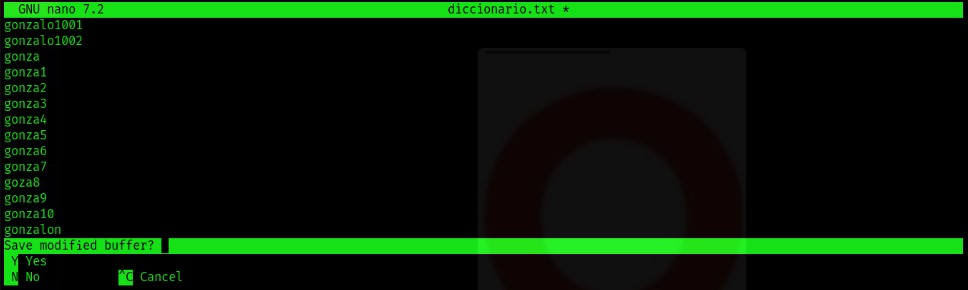 GNU nano 7.2 diccionario.txt *
gonzalo1001
gonzalo1002
gonza
gonza1
gonza2
gonza3
gonza4
gonza5
gonza6
gonza7
goza8
gonza9
gonza10
gonzalon
Save modified buffer?
Y Yes
N No ^C Cancel